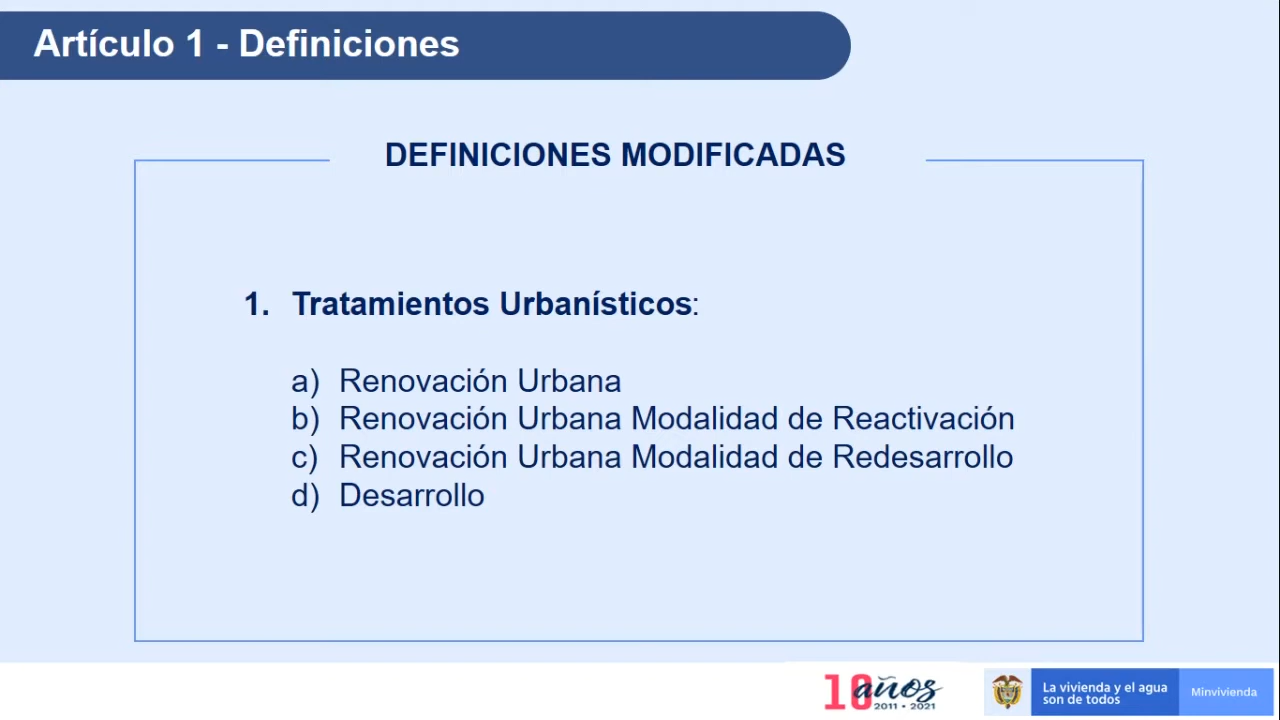 Artículo 1 - Definiciones
DEFINICIONES MODIFICADAS
1. Tratamientos Urbanísticos:
a) Renovación Urbana
b) Renovación Urbana Modalidad de Reactivación
c) Renovación Urbana Modalidad de Redesarrollo
d) Desarrollo
10 años
2011 • 2021
La vivienda y el agua
son de todos
Minvivienda